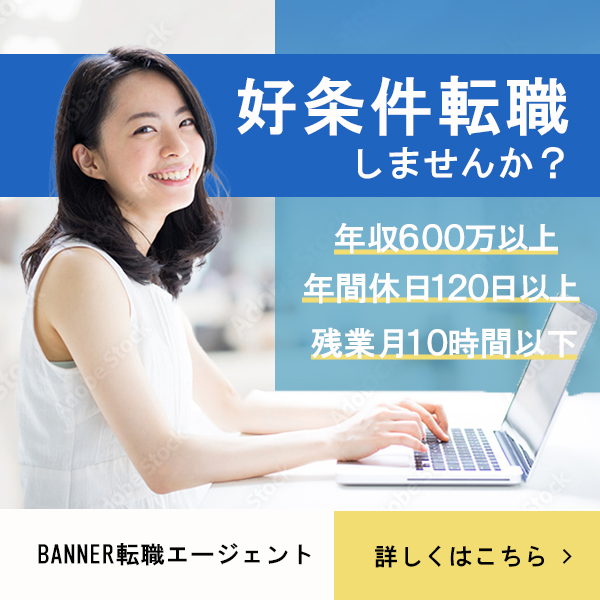 好条件転職
しませんか？
年収600万以上
年間休日120日以上
残業月10時間以下
BANNER転職エージェント
詳しくはこちら >